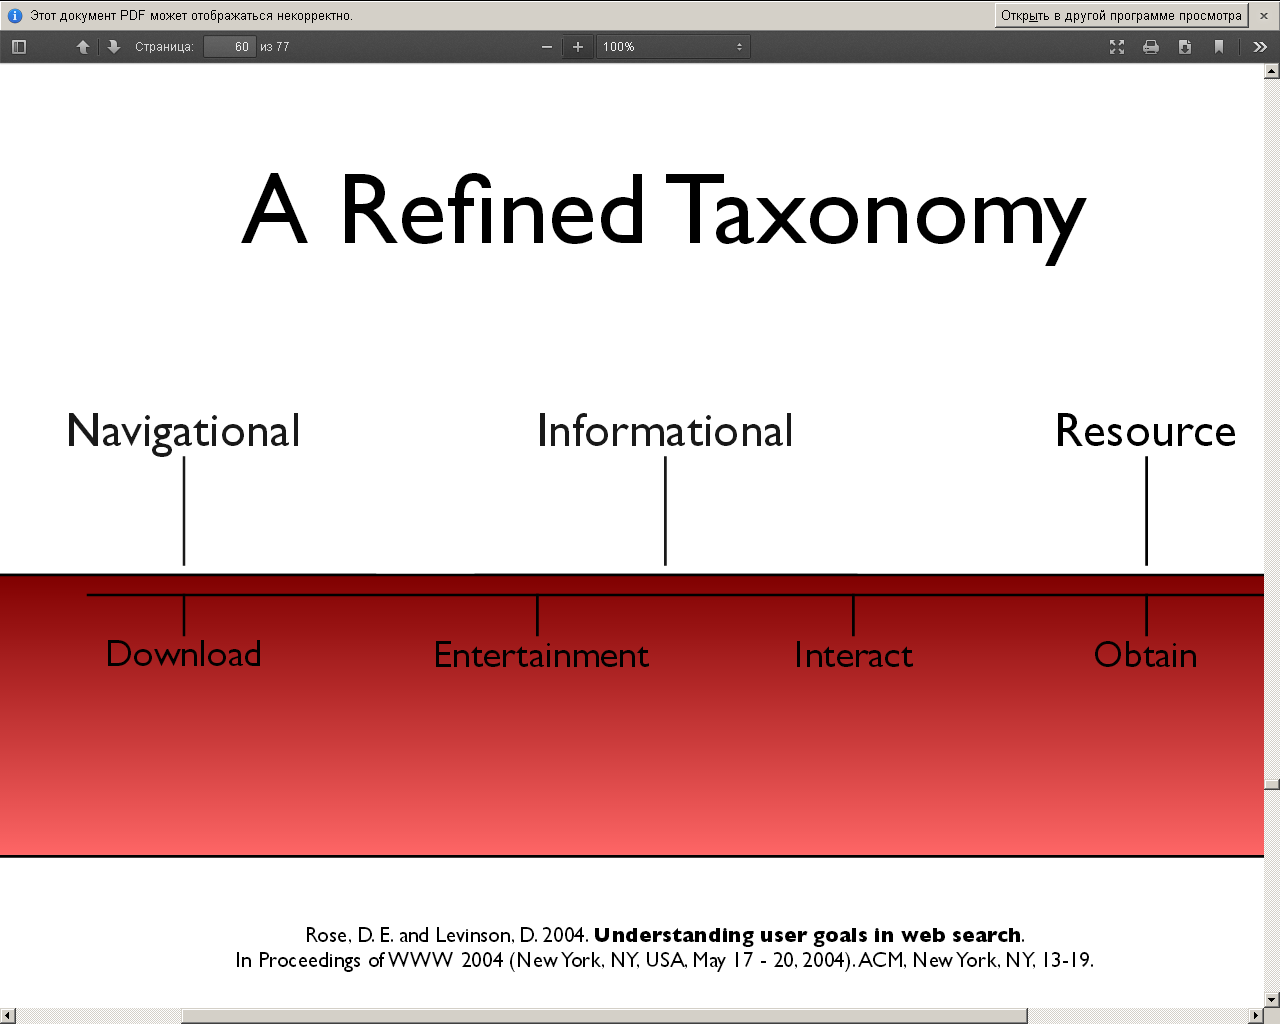 Этот документ PDF может отображаться некорректно.
Открыть в другой программе просмотра
Страница: 60 из 77
100%
A Refined Taxonomy
Navigational Informational Resource
Download Entertainment Interact Obtain
Rose, D. E. and Levinson, D. 2004. Understanding user goals in web search.
In Proceedings of WWW 2004 (New York, NY, USA, May 17 - 20, 2004). ACM, New York, NY, 13-19.